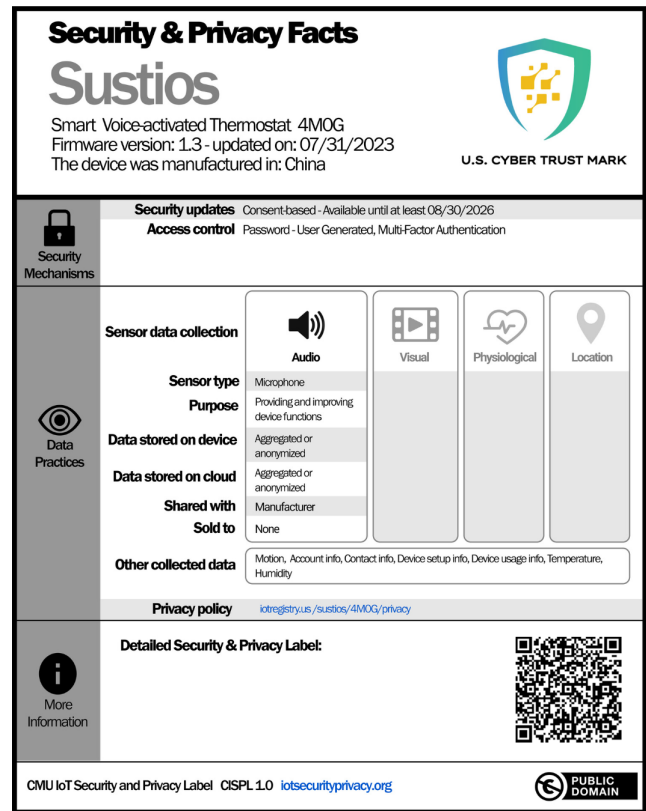 Security & Privacy Facts
Sustios
Smart Voice-activated Thermostat 4M0G
Firmware version: 1.3 - updated on: 07/31/2023
The device was manufactured in: China
U.S. CYBER TRUST MARK
Security Mechanisms
Security updates Consent-based - Available until at least 08/30/2026
Access control Password - User Generated, Multi-Factor Authentication
Data Practices
Sensor data collection
Audio Visual Physiological Location
Sensor type Microphone
Purpose Providing and improving
device functions
Data stored on device Aggregated or
anonymized
Data stored on cloud Aggregated or
anonymized
Shared with Manufacturer
Sold to None
Other collected data Motion, Account info, Contact info, Device setup info, Device usage info, Temperature,
Humidity
Privacy policy iotregistry.us/sustios/4M0G/privacy
More
Information
Detailed Security & Privacy Label:
CMU IoT Security and Privacy Label CISPL 1.0 iotsecurityprivacy.org
PUBLIC
DOMAIN